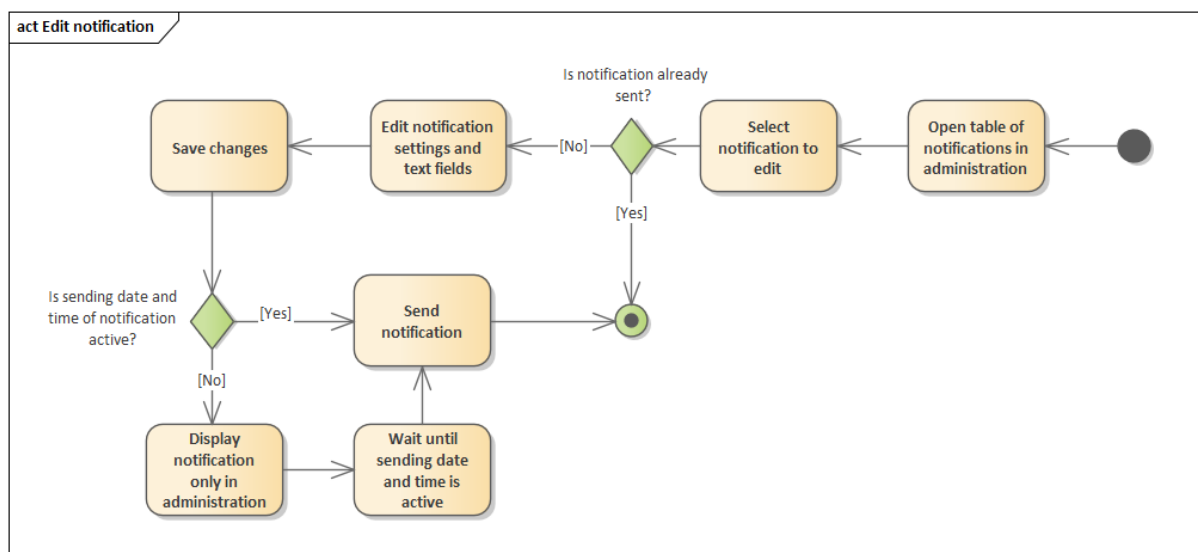 act Edit notification
Is notification already
sent?
Save changes
Edit notification
settings and
text fields
[No]
Select
notification to
edit
Open table of
notifications in
administration
[Yes]
Is sending date and
time of notification
active?
[Yes]
Send
notification
[No]
Display
notification
only in
administration
Wait until
sending date
and time is
active